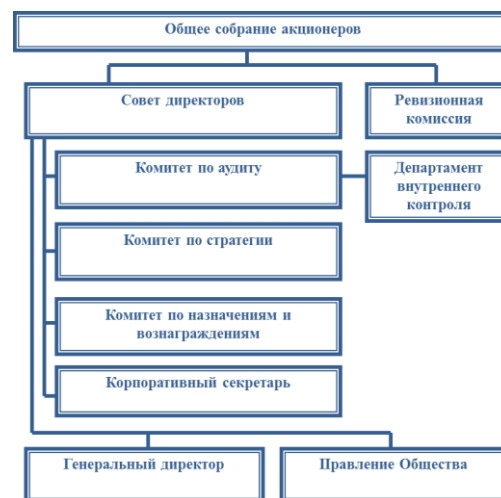 Общее собрание акционеров
Совет директоров
Ревизионная
комиссия
Комитет по аудиту
Департамент
внутреннего
контроля
Комитет по стратегии
Комитет по назначениям и
вознаграждениям
Корпоративный секретарь
Генеральный директор
Правление Общества